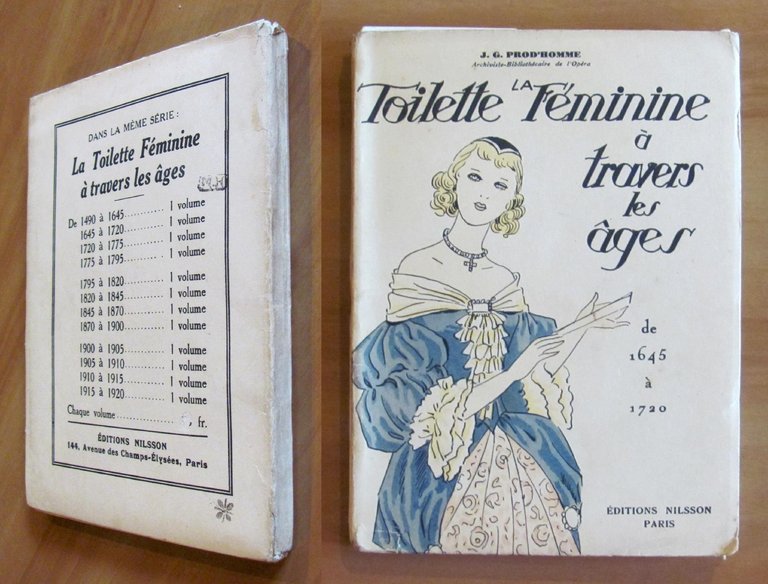 DANS LA MÊME SÉRIE :
La Toilette Féminine
à travers les âges
De 1490 à 1645........... 1 volume
1645 à 1720........... 1 volume
1720 à 1775........... 1 volume
1775 à 1795........... 1 volume
1795 à 1820........... 1 volume
1820 à 1845........... 1 volume
1845 à 1870........... 1 volume
1870 à 1900........... 1 volume
1900 à 1905........... 1 volume
1905 à 1910........... 1 volume
1910 à 1915........... 1 volume
1915 à 1920........... 1 volume
Chaque volume................ fr.
ÉDITIONS NILSSON
144, Avenue des Champs-Élysées, Paris
J. G. PROD'HOMME
Archiviste-Bibliothécaire de l'Opéra
LA
Toilette Féminine
à
travers
les
âges
de
1645
à
1720
ÉDITIONS NILSSON
PARIS